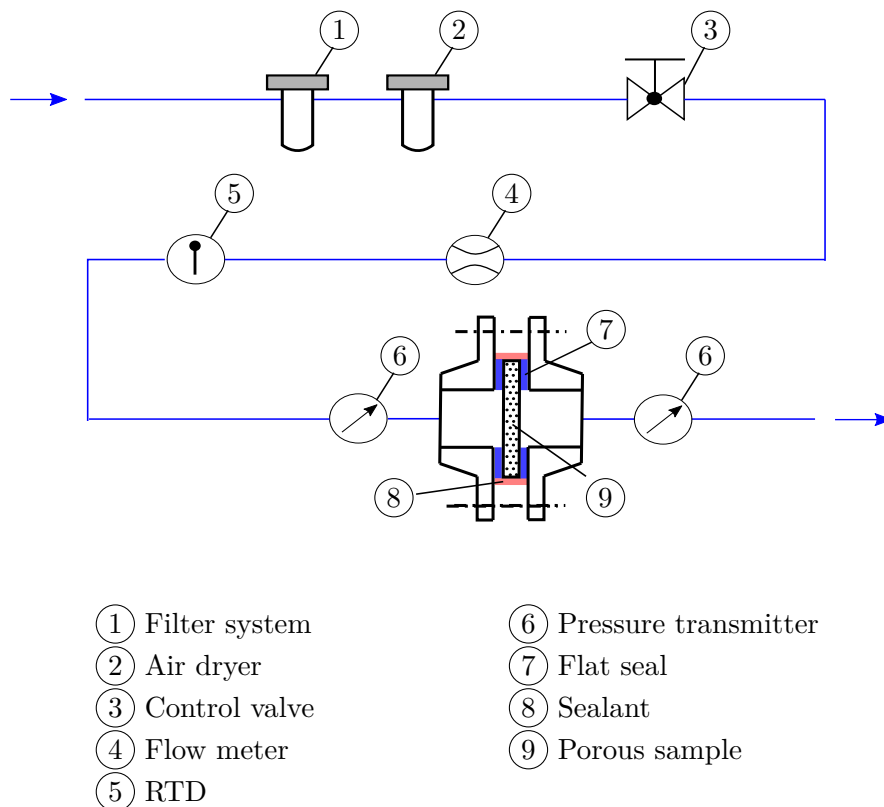 1 2 3
5 4
7
6 6
8 9
1 Filter system
2 Air dryer
3 Control valve
4 Flow meter
5 RTD
6 Pressure transmitter
7 Flat seal
8 Sealant
9 Porous sample